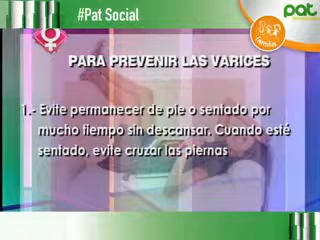 #Pat Social
pat
familia
PARA PREVENIR LAS VARICES
1.- Evite permanecer de pie o sentado por
mucho tiempo sin descansar. Cuando esté
sentado, evite cruzar las piernas